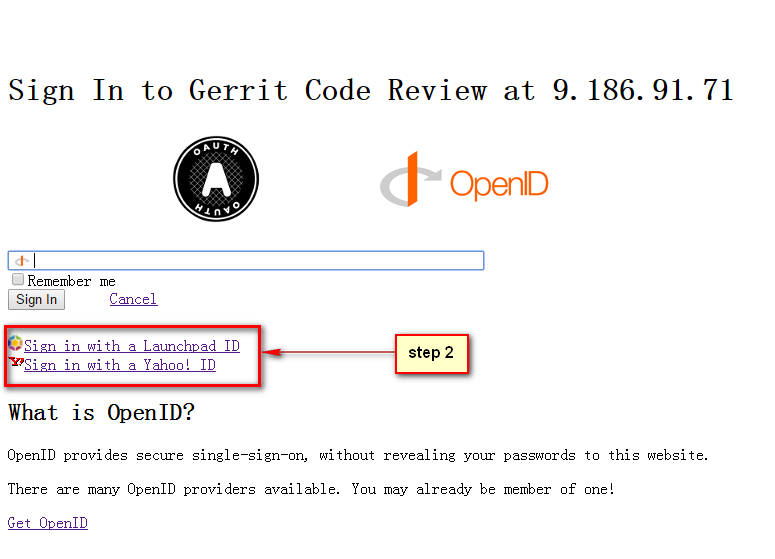 Sign In to Gerrit Code Review at 9.186.91.71
OAUTH
A
OAUTH
OpenID
Remember me
Sign In Cancel
Sign in with a Launchpad ID
Y! Sign in with a Yahoo! ID
step 2
What is OpenID?
OpenID provides secure single-sign-on, without revealing your passwords to this website.
There are many OpenID providers available. You may already be member of one!
Get OpenID